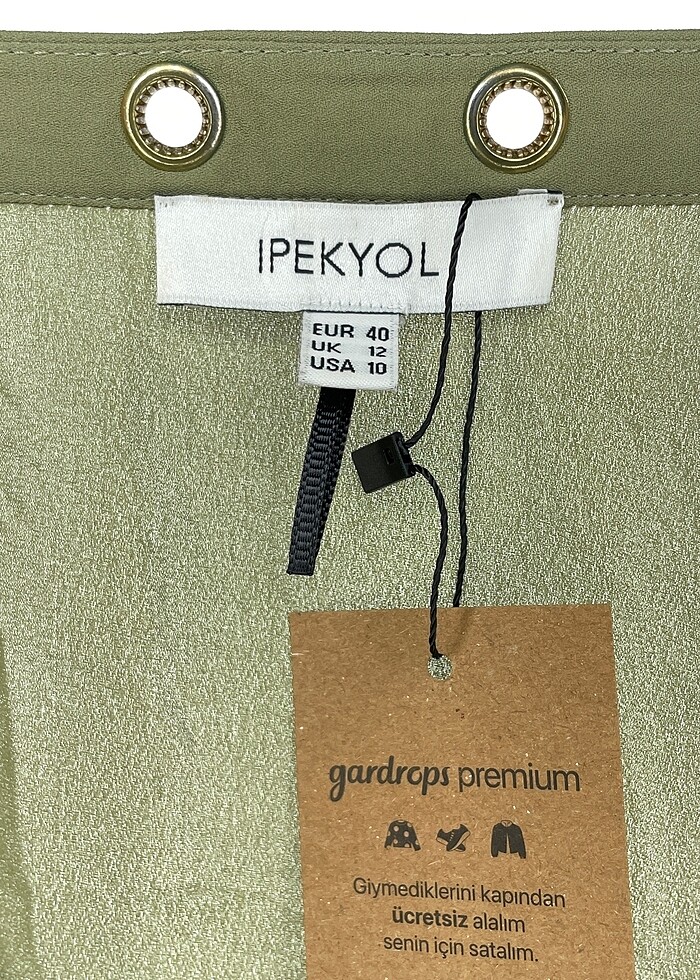 IPEKYOL
EUR 40
UK 12
USA 10
gardrops premium
Giymediklerini kapından
ücretsiz alalım
senin için satalım.